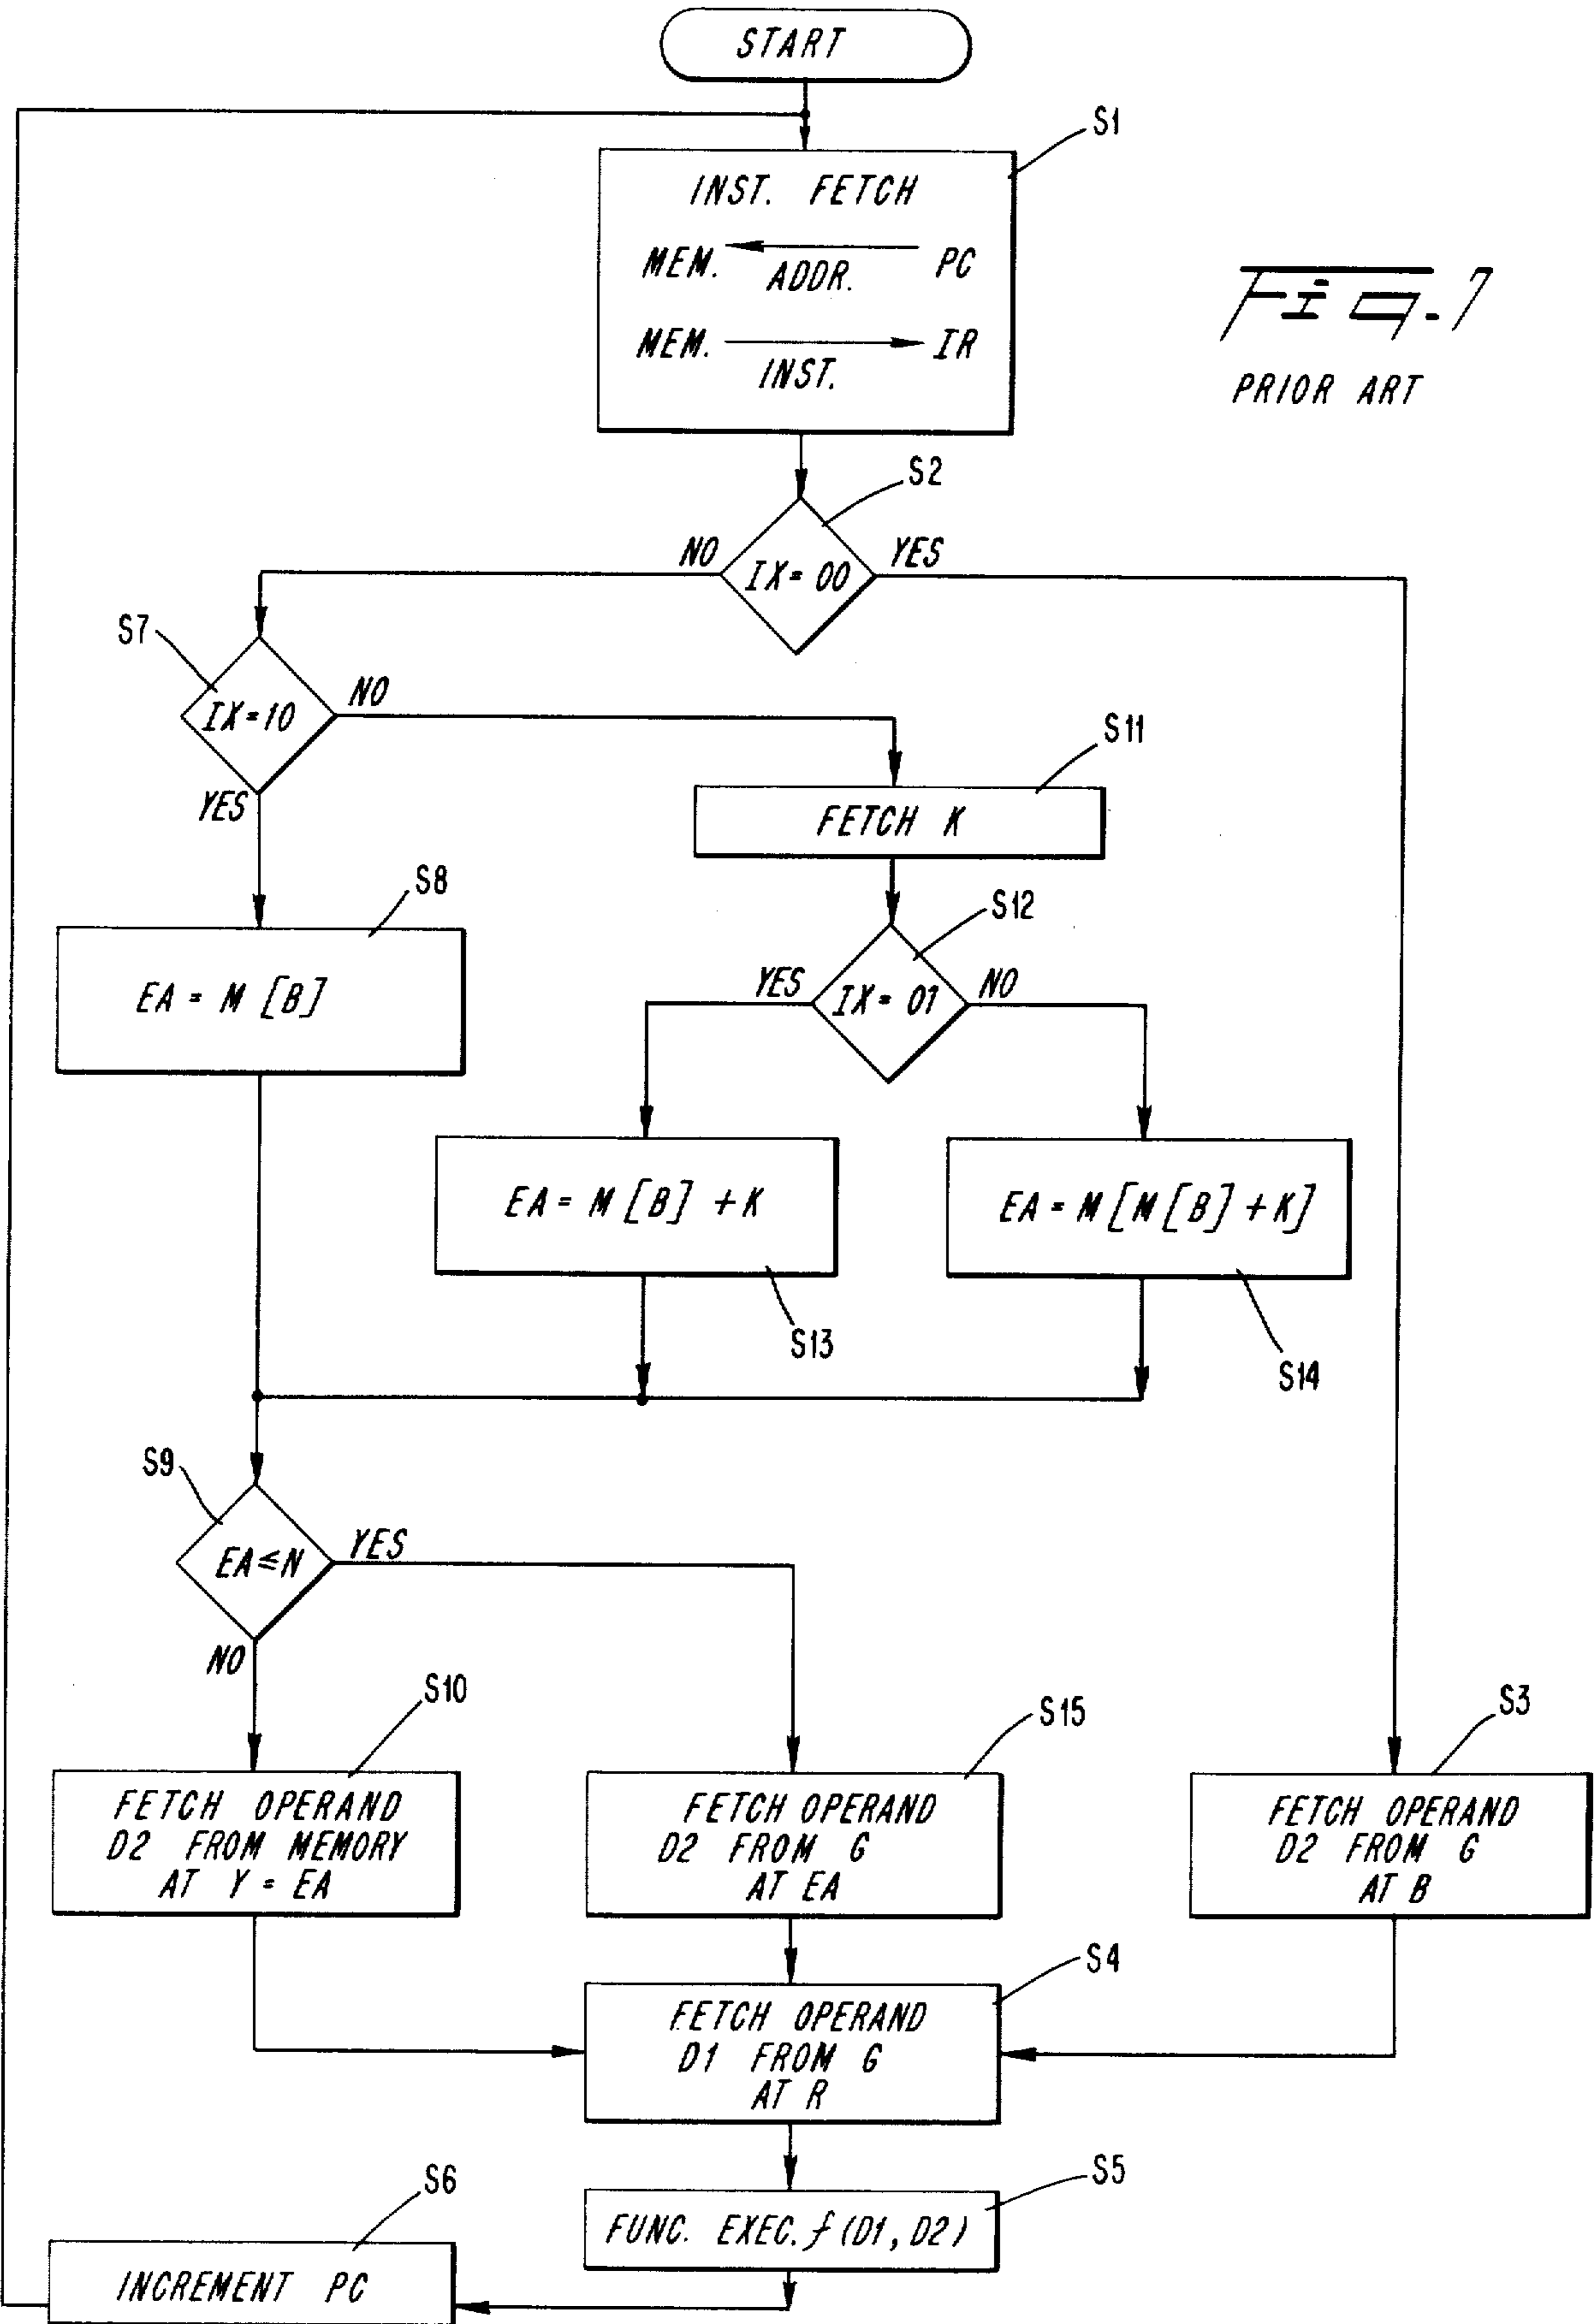 START
S1
INST. FETCH
MEM. ADDR. PC
MEM. INST. IR
Fig. 7
PRIOR ART
S2
NO
IX = 00
YES
S7
IX = 10
NO
YES
S11
FETCH K
S8
EA = M [B]
S12
YES
IX = 01
NO
EA = M [B] + K
EA = M [M [B] + K]
S13
S14
S9
EA ≤ N
YES
NO
S10
FETCH OPERAND
D2 FROM MEMORY
AT Y = EA
S15
FETCH OPERAND
D2 FROM G
AT EA
S3
FETCH OPERAND
D2 FROM G
AT B
S4
FETCH OPERAND
D1 FROM G
AT R
S5
FUNC. EXEC. f (D1, D2)
S6
INCREMENT PC